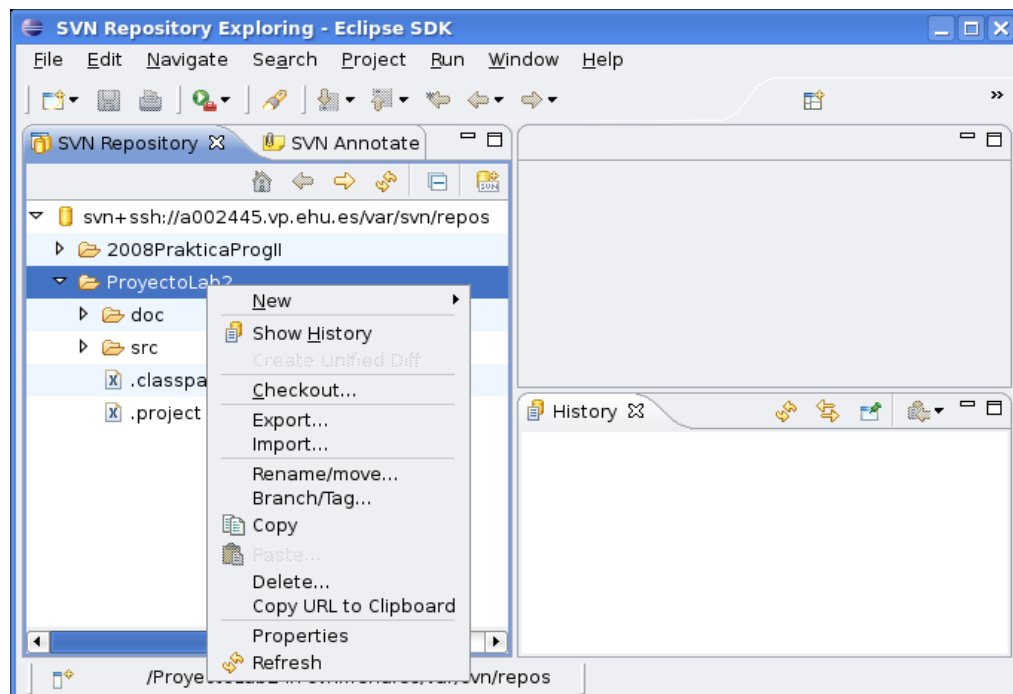 SVN Repository Exploring - Eclipse SDK
File Edit Navigate Search Project Run Window Help
»
SVN Repository SVN Annotate
SVN
svn+ssh://a002445.vp.ehu.es/var/svn/repos
2008PrakticaProgII
ProyectoLab2
doc
src
.classpa
.project
New
Show History
Create Unified Diff
Checkout...
Export...
Import...
Rename/move...
Branch/Tag...
Copy
Paste...
Delete...
Copy URL to Clipboard
Properties
Refresh
History
/Proye vn/repos